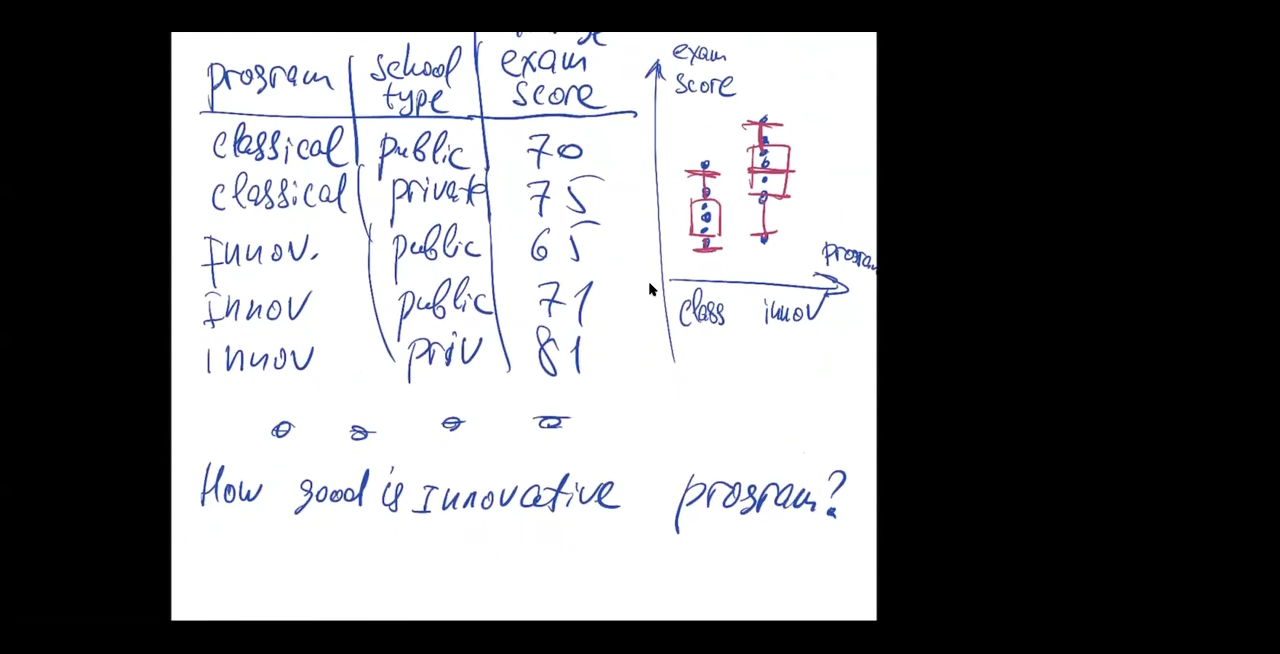 program | school type | exam score
classical | public | 70
classical | private | 75
Innov. | public | 65
Innov | public | 71
innov | priv | 81
How good is Innovative program?
exam
score
program
class innov